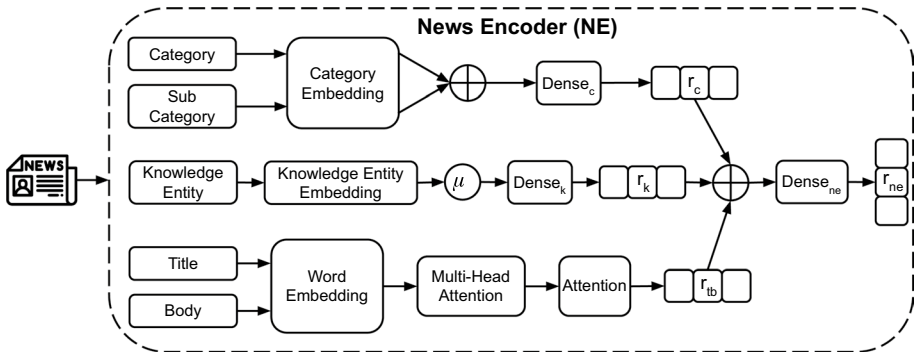 News Encoder (NE)
Category
Sub
Category
Category
Embedding
Dense_c
r_c
NEWS
Knowledge
Entity
Knowledge Entity
Embedding
μ
Dense_k
r_k
Dense_ne
r_ne
Title
Body
Word
Embedding
Multi-Head
Attention
Attention
r_tb